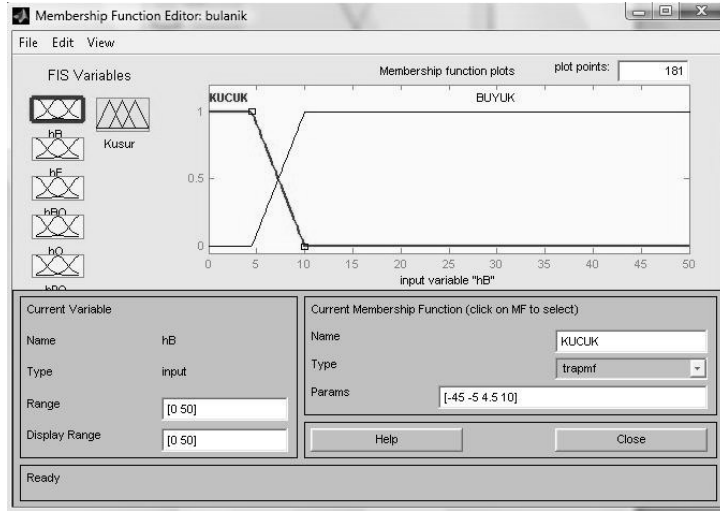 Membership Function Editor: bulanik
File Edit View
FIS Variables
hB
hF
hBO
hO
Kusur
Membership function plots
plot points: 181
KUCUK
BUYUK
1
0.5
0
0 5 10 15 20 25 30 35 40 45 50
input variable "hB"
Current Variable
Name hB
Type input
Range [0 50]
Display Range [0 50]
Current Membership Function (click on MF to select)
Name KUCUK
Type trapmf
Params [-45 -5 4.5 10]
Help
Close
Ready